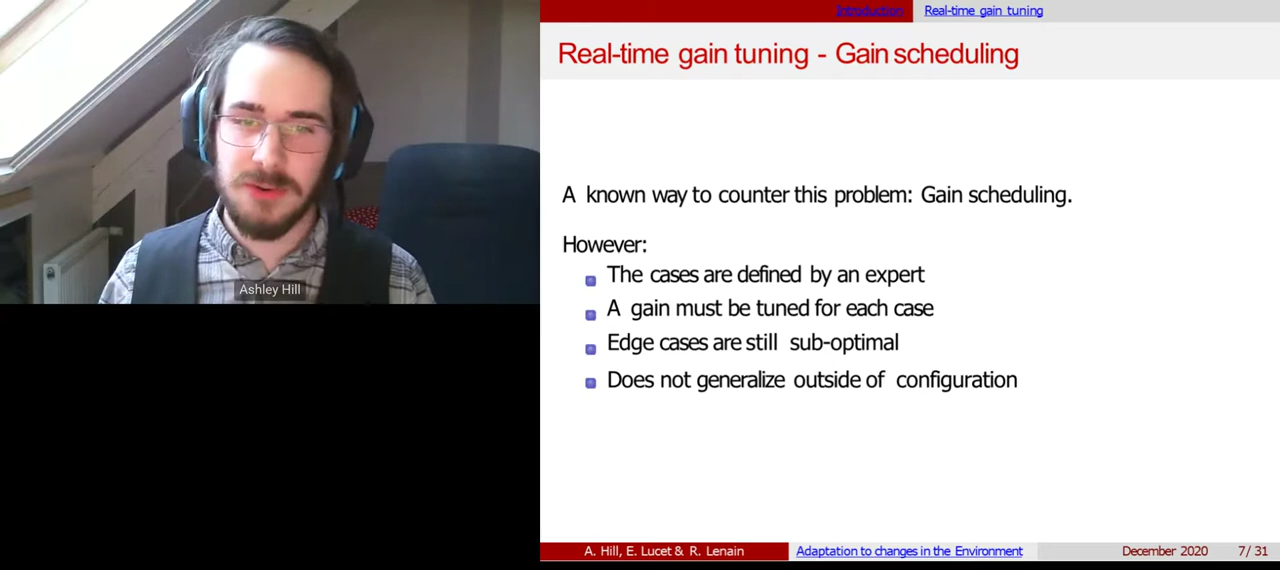 Introduction
Real-time gain tuning
Real-time gain tuning - Gain scheduling
A known way to counter this problem: Gain scheduling.
However:
The cases are defined by an expert
A gain must be tuned for each case
Edge cases are still sub-optimal
Does not generalize outside of configuration
Ashley Hill
A. Hill, E. Lucet & R. Lenain
Adaptation to changes in the Environment
December 2020
7/ 31